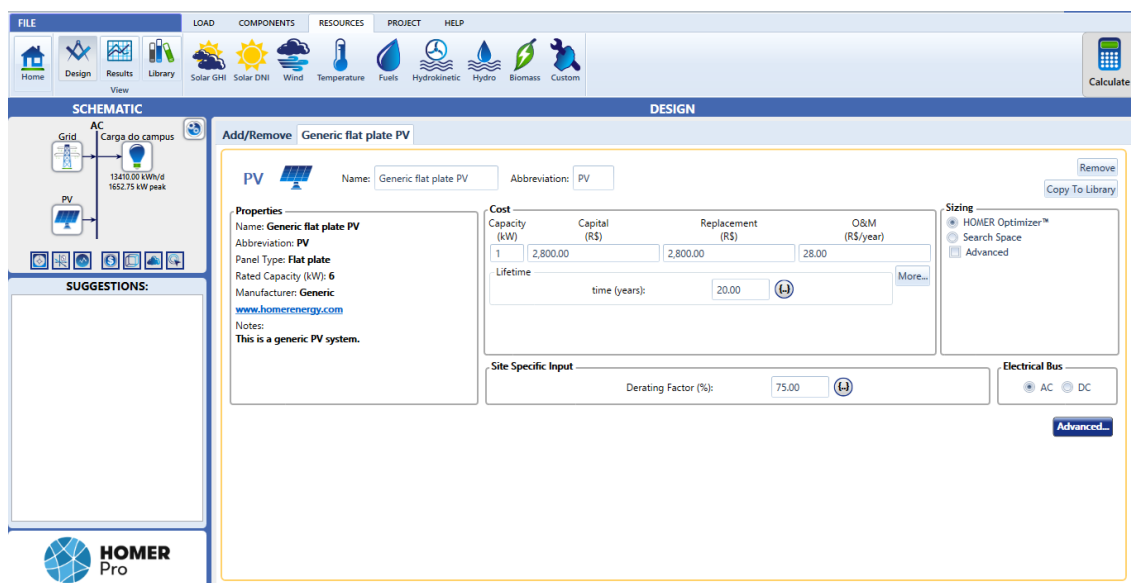 FILE
LOAD COMPONENTS RESOURCES PROJECT HELP
Home
Design Results Library
View
Solar GHI Solar DNI Wind Temperature Fuels Hydrokinetic Hydro Biomass Custom
Calculate
SCHEMATIC
DESIGN
AC
Grid Carga do campus
13410.00 kWh/d
1652.75 kW peak
PV
SUGGESTIONS:
HOMER
Pro
Add/Remove Generic flat plate PV
PV Name: Generic flat plate PV Abbreviation: PV
Remove
Copy To Library
Properties
Name: Generic flat plate PV
Abbreviation: PV
Panel Type: Flat plate
Rated Capacity (kW): 6
Manufacturer: Generic
www.homerenergy.com
Notes:
This is a generic PV system.
Cost
Capacity Capital Replacement O&M
(kW) (R$) (R$) (R$/year)
1 2,800.00 2,800.00 28.00
Lifetime
time (years): 20.00 {..}
More...
Sizing
HOMER Optimizer™
Search Space
Advanced
Site Specific Input
Derating Factor (%): 75.00 {..}
Electrical Bus
AC DC
Advanced...